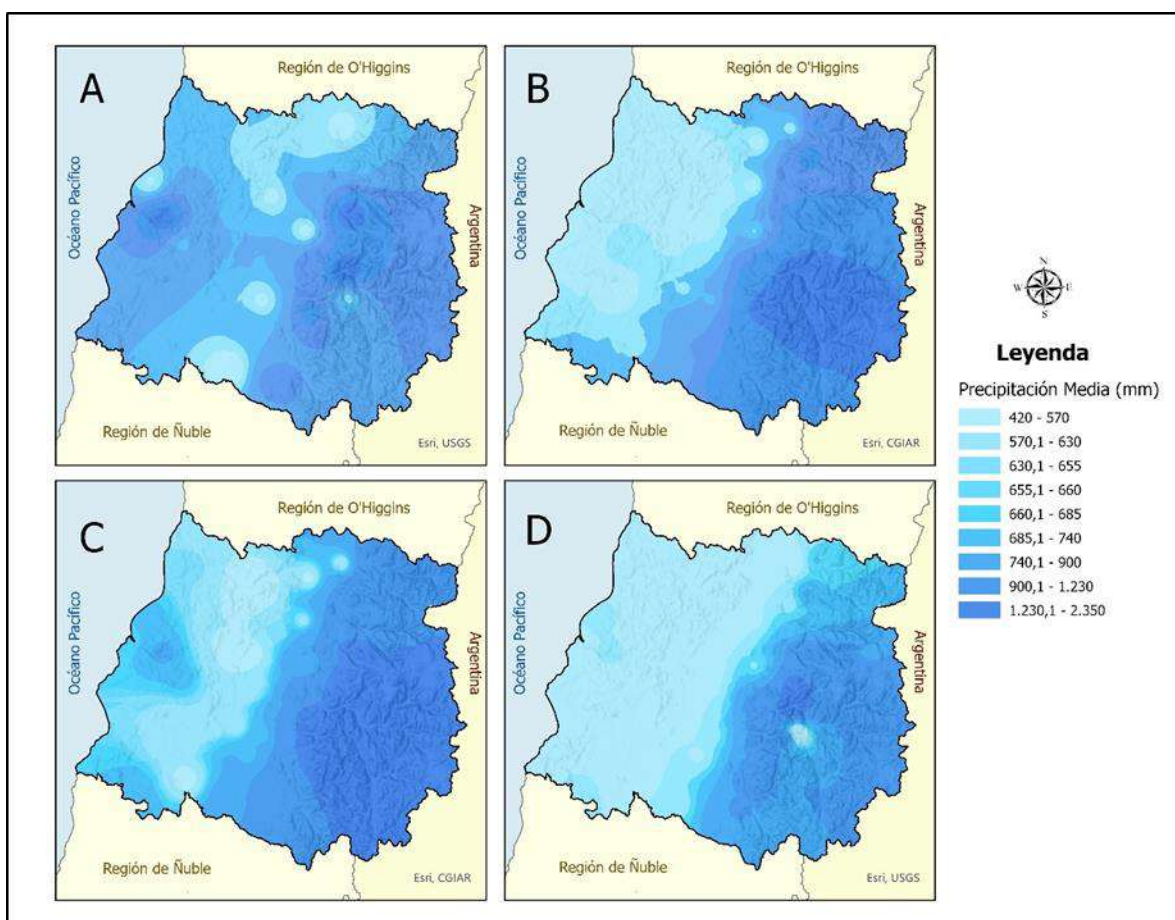 A
Región de O'Higgins
Océano Pacífico
Argentina
Región de Ñuble
Esri, USGS
B
Región de O'Higgins
Océano Pacífico
Argentina
Región de Ñuble
Esri, CGIAR
C
Región de O'Higgins
Océano Pacífico
Argentina
Región de Ñuble
Esri, CGIAR
D
Región de O'Higgins
Océano Pacífico
Argentina
Región de Ñuble
Esri, USGS
N
W E
S
Leyenda
Precipitación Media (mm)
420 - 570
570,1 - 630
630,1 - 655
655,1 - 660
660,1 - 685
685,1 - 740
740,1 - 900
900,1 - 1.230
1.230,1 - 2.350